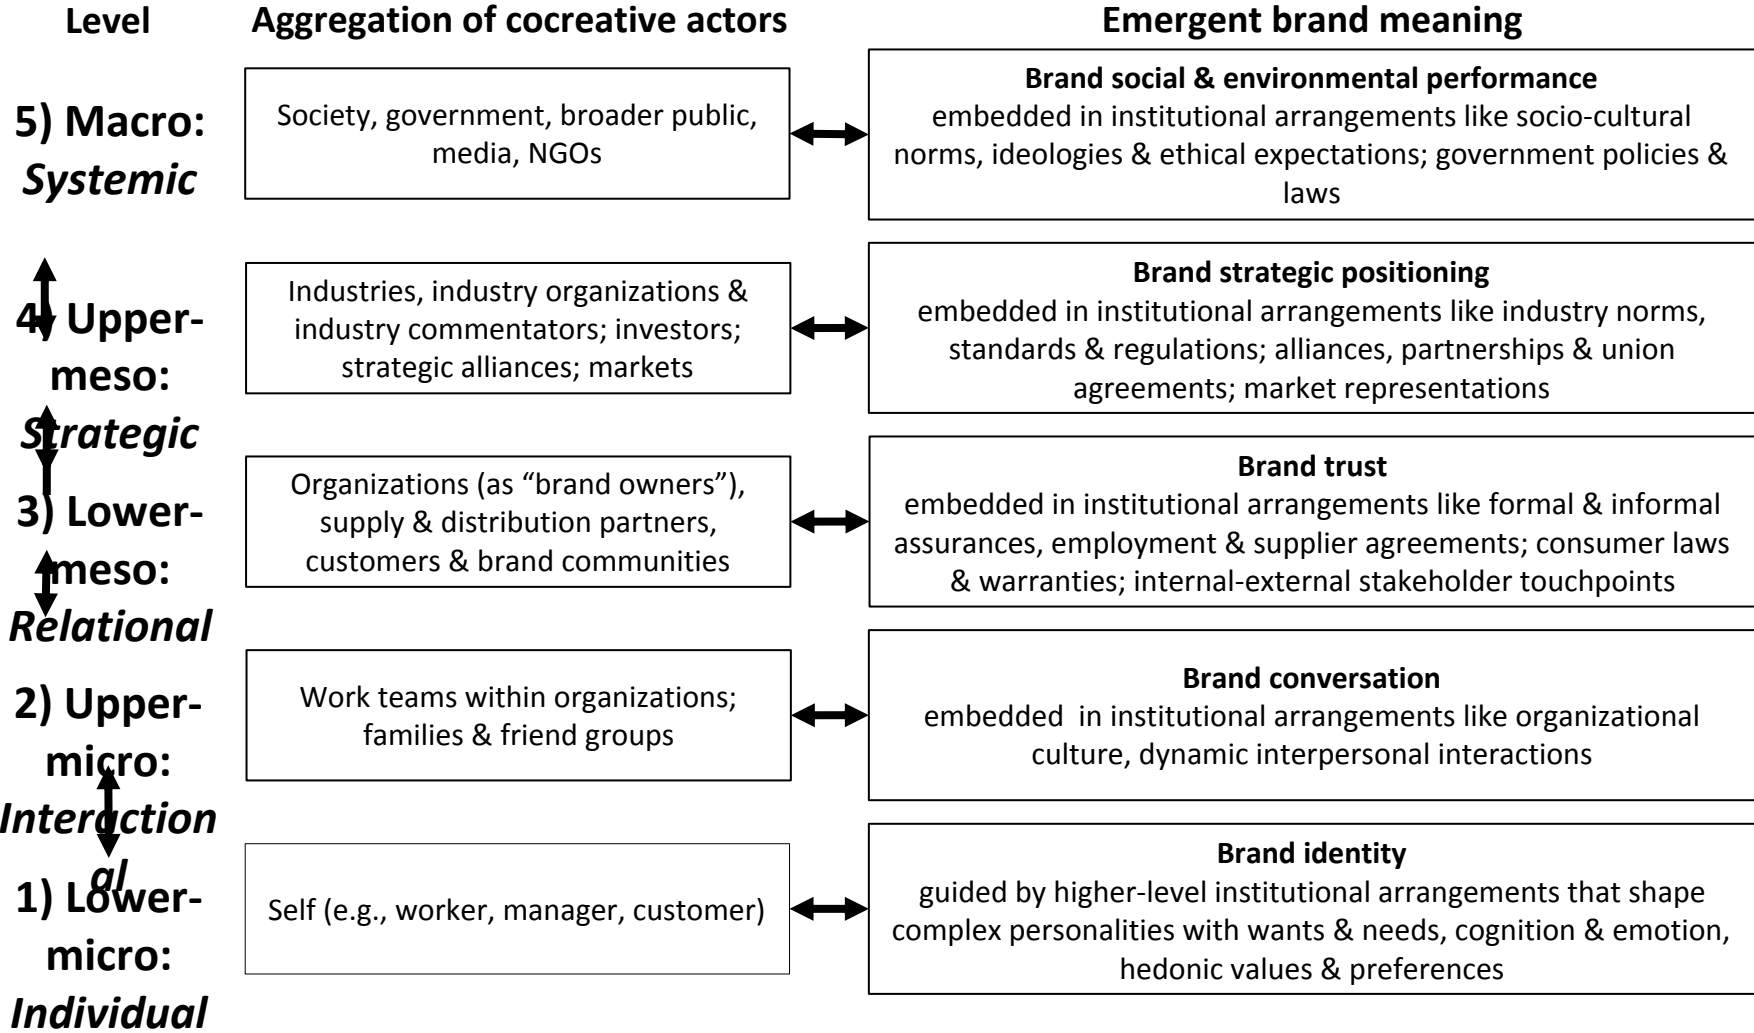 Level
Aggregation of cocreative actors
Emergent brand meaning
5) Macro:
Systemic
Society, government, broader public,
media, NGOs
Brand social & environmental performance
embedded in institutional arrangements like socio-cultural
norms, ideologies & ethical expectations; government policies &
laws
4) Upper-
meso:
Strategic
Industries, industry organizations &
industry commentators; investors;
strategic alliances; markets
Brand strategic positioning
embedded in institutional arrangements like industry norms,
standards & regulations; alliances, partnerships & union
agreements; market representations
3) Lower-
meso:
Relational
Organizations (as “brand owners”),
supply & distribution partners,
customers & brand communities
Brand trust
embedded in institutional arrangements like formal & informal
assurances, employment & supplier agreements; consumer laws
& warranties; internal-external stakeholder touchpoints
2) Upper-
micro:
Interaction
al
Work teams within organizations;
families & friend groups
Brand conversation
embedded  in institutional arrangements like organizational
culture, dynamic interpersonal interactions
1) Lower-
micro:
Individual
Self (e.g., worker, manager, customer)
Brand identity
guided by higher-level institutional arrangements that shape
complex personalities with wants & needs, cognition & emotion,
hedonic values & preferences